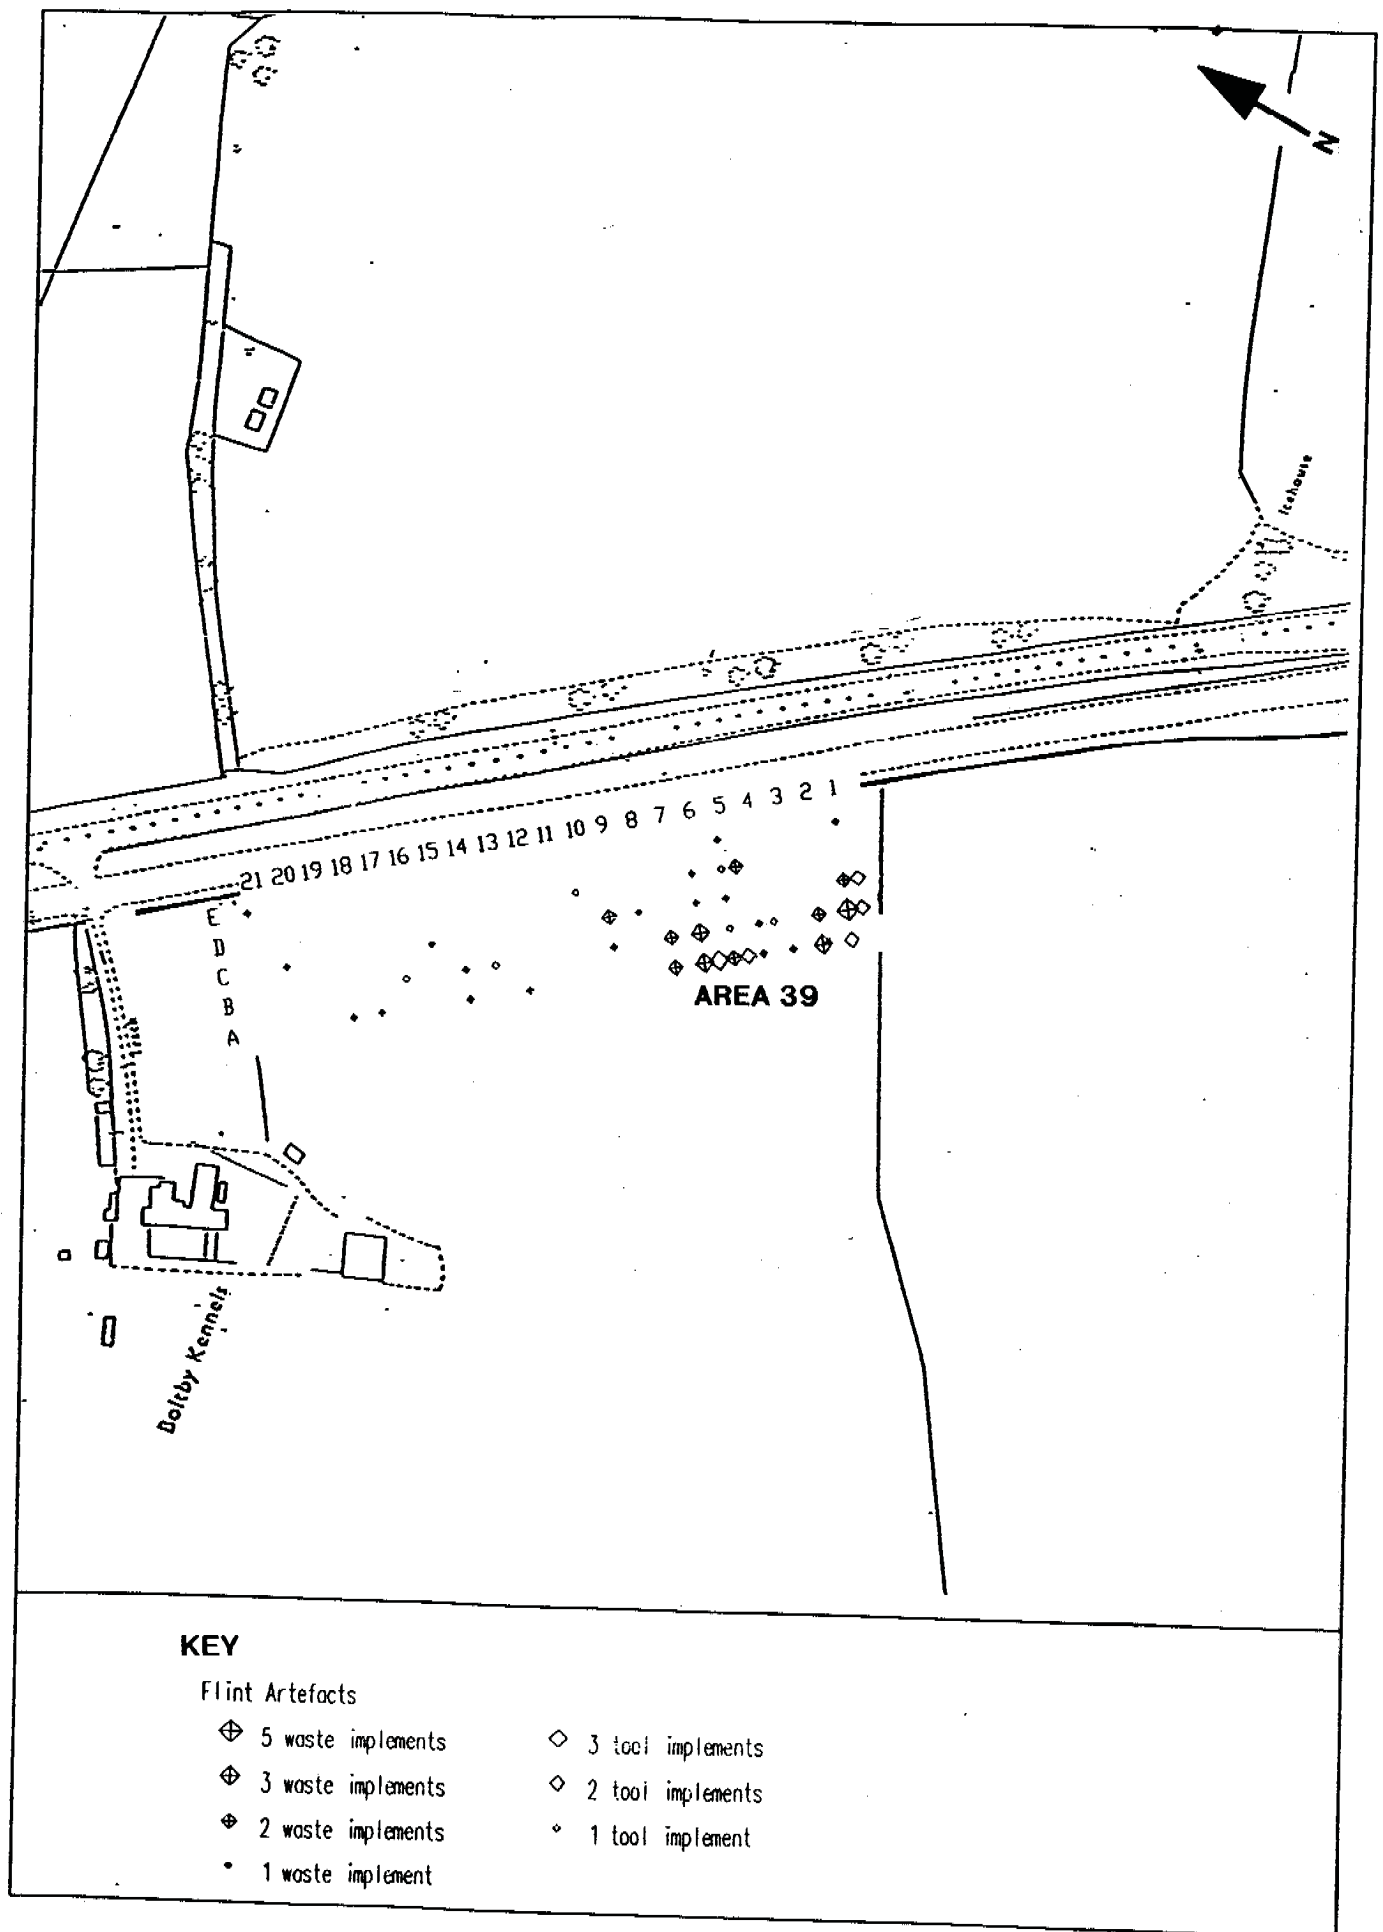 N
Icehouse
21 20 19 18 17 16 15 14 13 12 11 10 9 8 7 6 5 4 3 2 1
E
D
C
B
A
AREA 39
Boltby Kennels
KEY
Flint Artefacts
5 waste implements
3 waste implements
2 waste implements
1 waste implement
3 tool implements
2 tool implements
1 tool implement